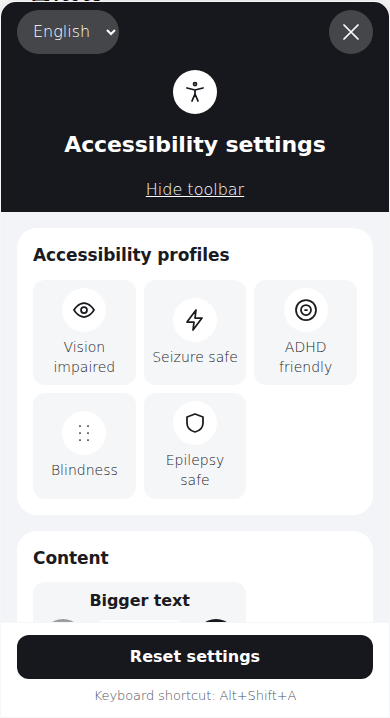 English
Accessibility settings
Hide toolbar
Accessibility profiles
Vision
impaired
Seizure safe
ADHD
friendly
Blindness
Epilepsy
safe
Content
Bigger text
Reset settings
Keyboard shortcut: Alt+Shift+A